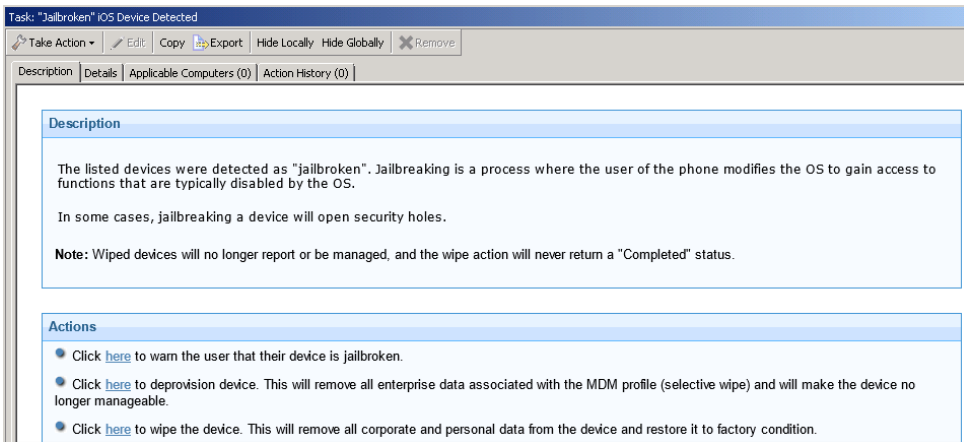 Task: "Jailbroken" iOS Device Detected
Take Action Edit Copy Export Hide Locally Hide Globally Remove
Description Details Applicable Computers (0) Action History (0)
Description
The listed devices were detected as "jailbroken". Jailbreaking is a process where the user of the phone modifies the OS to gain access to
functions that are typically disabled by the OS.
In some cases, jailbreaking a device will open security holes.
Note: Wiped devices will no longer report or be managed, and the wipe action will never return a "Completed" status.
Actions
Click here to warn the user that their device is jailbroken.
Click here to deprovision device. This will remove all enterprise data associated with the MDM profile (selective wipe) and will make the device no
longer manageable.
Click here to wipe the device. This will remove all corporate and personal data from the device and restore it to factory condition.